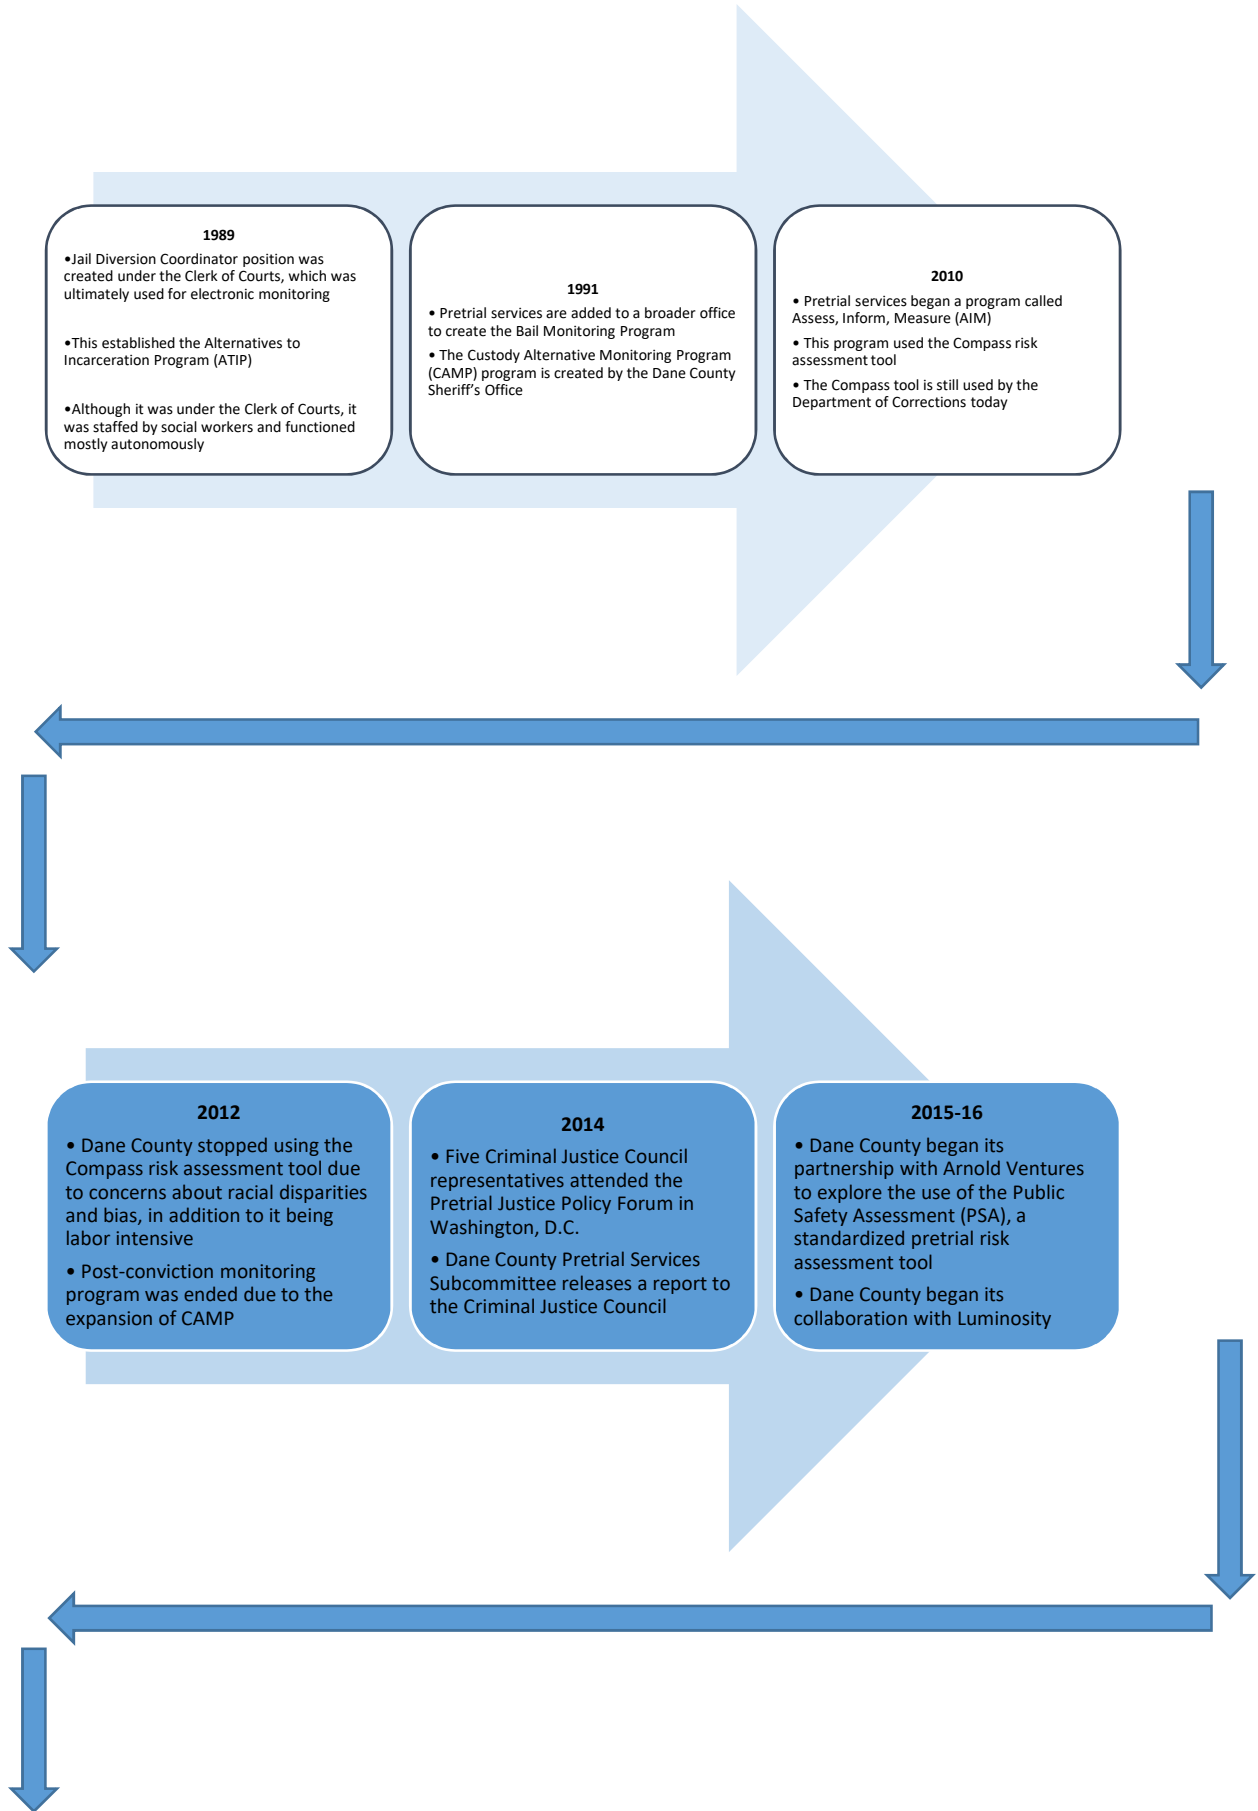 1989
•Jail Diversion Coordinator position was
created under the Clerk of Courts, which was
ultimately used for electronic monitoring
•This established the Alternatives to
Incarceration Program (ATIP)
•Although it was under the Clerk of Courts, it
was staffed by social workers and functioned
mostly autonomously
1991
• Pretrial services are added to a broader office
to create the Bail Monitoring Program
• The Custody Alternative Monitoring Program
(CAMP) program is created by the Dane County
Sheriff's Office
2010
• Pretrial services began a program called
Assess, Inform, Measure (AIM)
• This program used the Compass risk
assessment tool
• The Compass tool is still used by the
Department of Corrections today
2012
• Dane County stopped using the
Compass risk assessment tool due
to concerns about racial disparities
and bias, in addition to it being
labor intensive
• Post-conviction monitoring
program was ended due to the
expansion of CAMP
2014
• Five Criminal Justice Council
representatives attended the
Pretrial Justice Policy Forum in
Washington, D.C.
• Dane County Pretrial Services
Subcommittee releases a report to
the Criminal Justice Council
2015-16
• Dane County began its
partnership with Arnold Ventures
to explore the use of the Public
Safety Assessment (PSA), a
standardized pretrial risk
assessment tool
• Dane County began its
collaboration with Luminosity